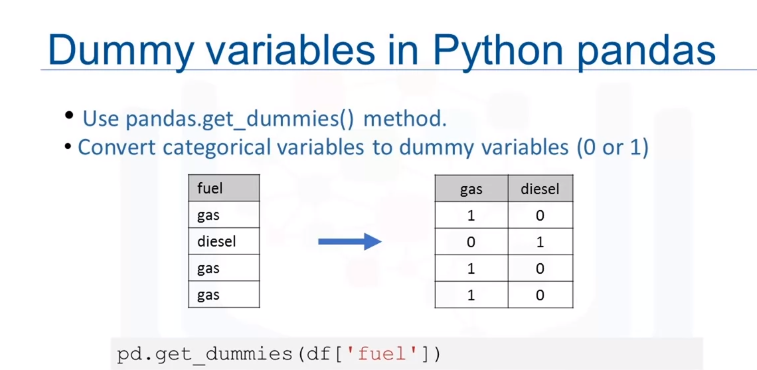 Dummy variables in Python pandas
• Use pandas.get_dummies() method.
• Convert categorical variables to dummy variables (0 or 1)
fuel
gas
diesel
gas
gas
gas diesel
1 0
0 1
1 0
1 0
pd.get_dummies(df['fuel'])